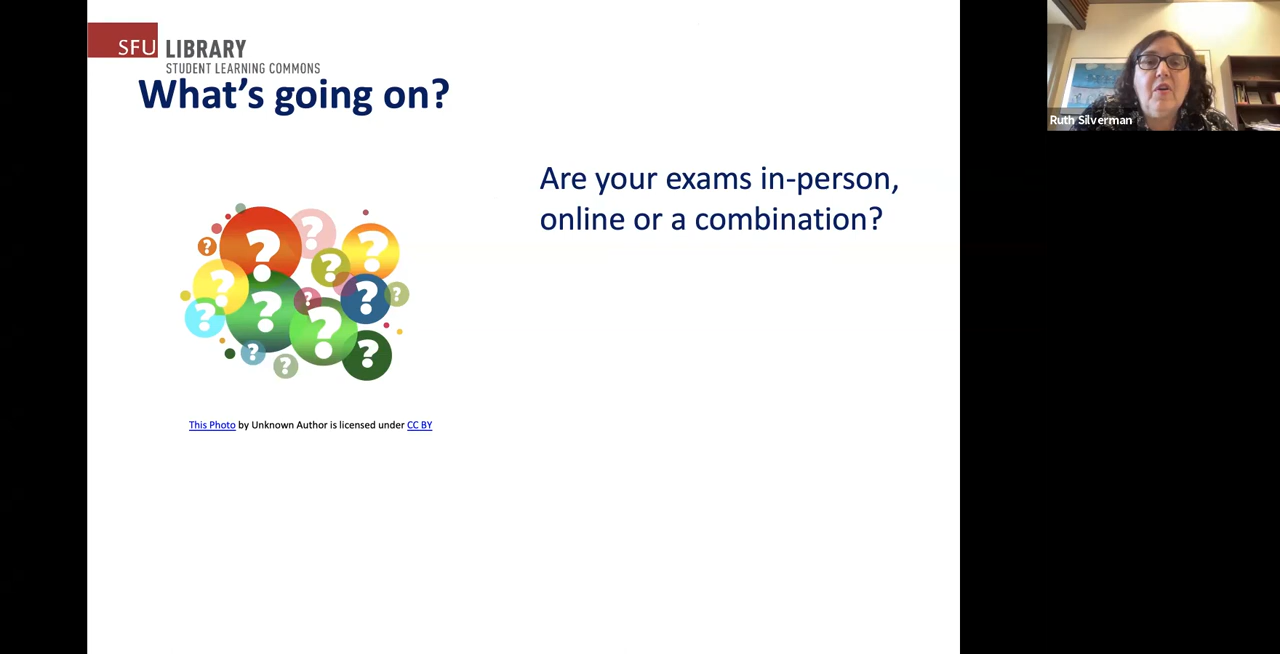 SFU LIBRARY
STUDENT LEARNING COMMONS
What's going on?
Are your exams in-person,
online or a combination?
? ? ? ? ? ? ? ? ? ? ? ? ? ?
This Photo by Unknown Author is licensed under CC BY
Ruth Silverman